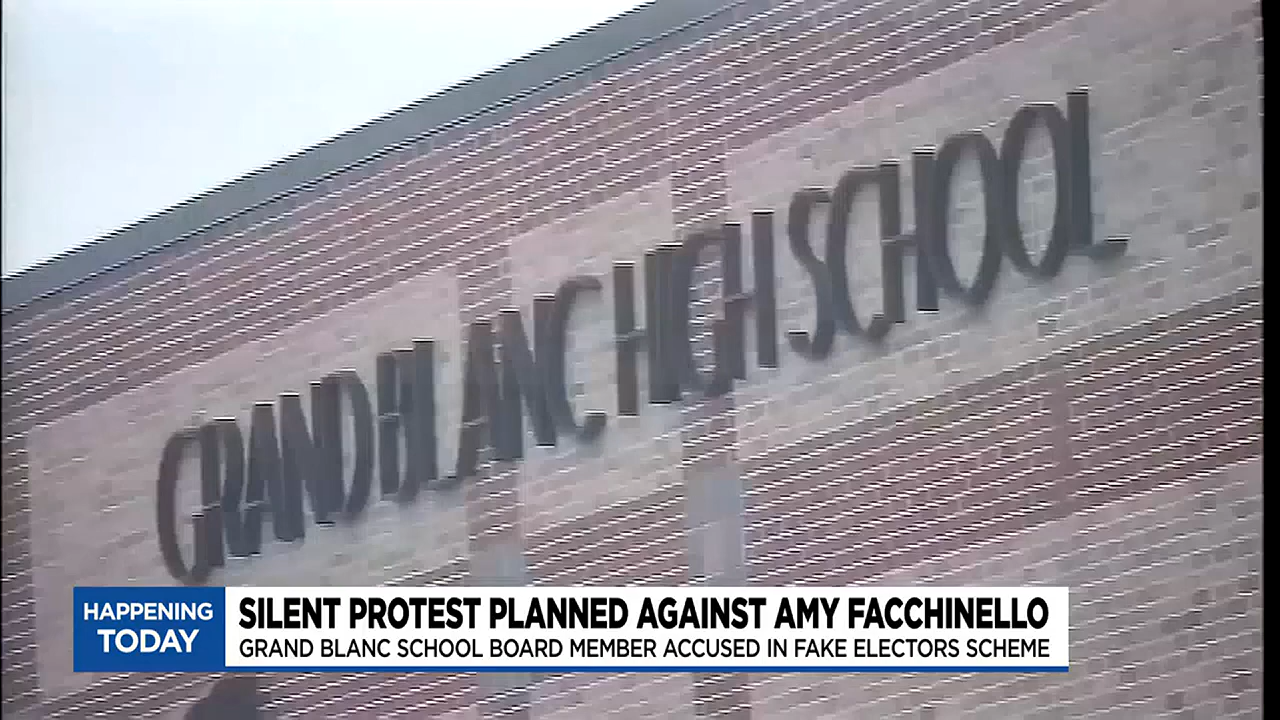 GRAND BLANC HIGH SCHOOL
HAPPENING
TODAY
SILENT PROTEST PLANNED AGAINST AMY FACCHINELLO
GRAND BLANC SCHOOL BOARD MEMBER ACCUSED IN FAKE ELECTORS SCHEME